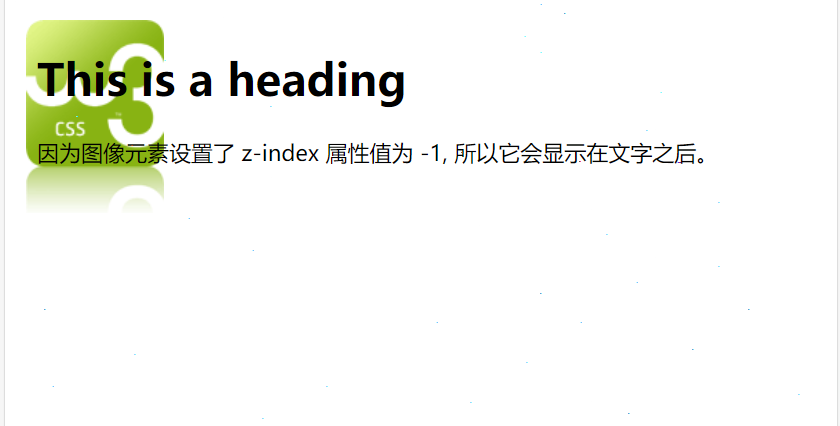 This is a heading
CSS
因为图像元素设置了 z-index 属性值为 -1, 所以它会显示在文字之后。